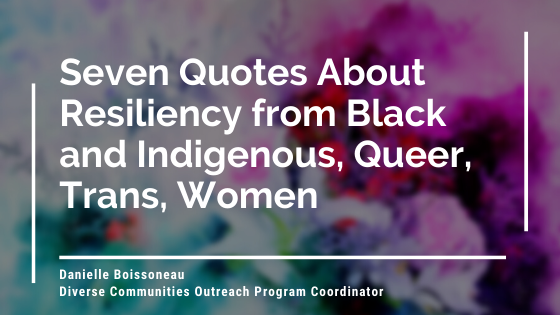 Seven Quotes About
Resiliency from Black
and Indigenous, Queer,
Trans, Women
Danielle Boissoneau
Diverse Communities Outreach Program Coordinator